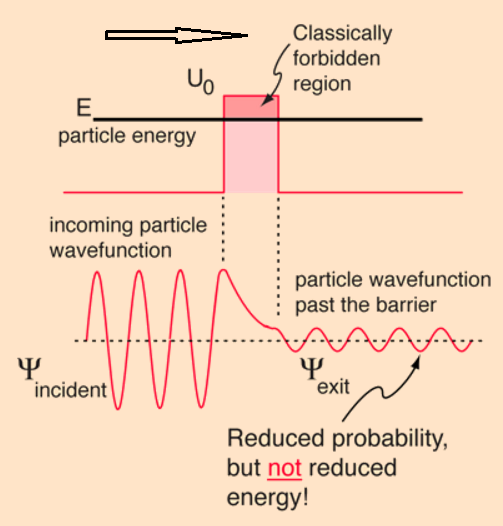 Classically
forbidden
region
U0
E
particle energy
incoming particle
wavefunction
particle wavefunction
past the barrier
Ψincident
Ψexit
Reduced probability,
but not reduced
energy!